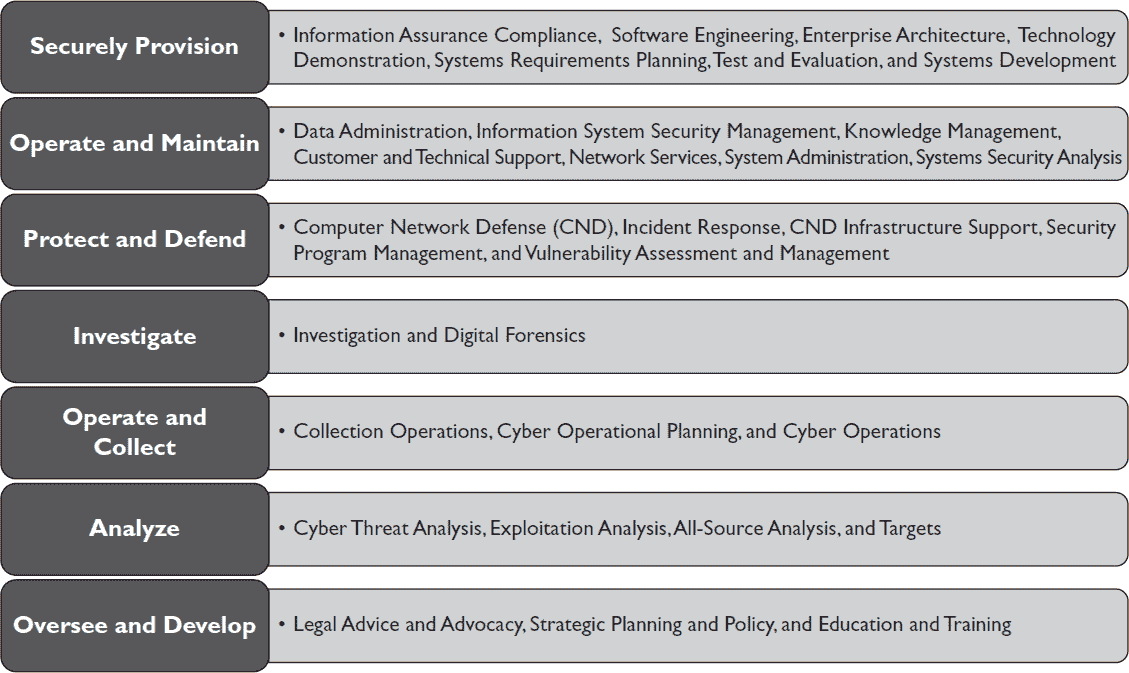 Securely Provision
• Information Assurance Compliance, Software Engineering, Enterprise Architecture, Technology
Demonstration, Systems Requirements Planning, Test and Evaluation, and Systems Development
Operate and Maintain
• Data Administration, Information System Security Management, Knowledge Management,
Customer and Technical Support, Network Services, System Administration, Systems Security Analysis
Protect and Defend
• Computer Network Defense (CND), Incident Response, CND Infrastructure Support, Security
Program Management, and Vulnerability Assessment and Management
Investigate
• Investigation and Digital Forensics
Operate and
Collect
• Collection Operations, Cyber Operational Planning, and Cyber Operations
Analyze
• Cyber Threat Analysis, Exploitation Analysis, All-Source Analysis, and Targets
Oversee and Develop
• Legal Advice and Advocacy, Strategic Planning and Policy, and Education and Training